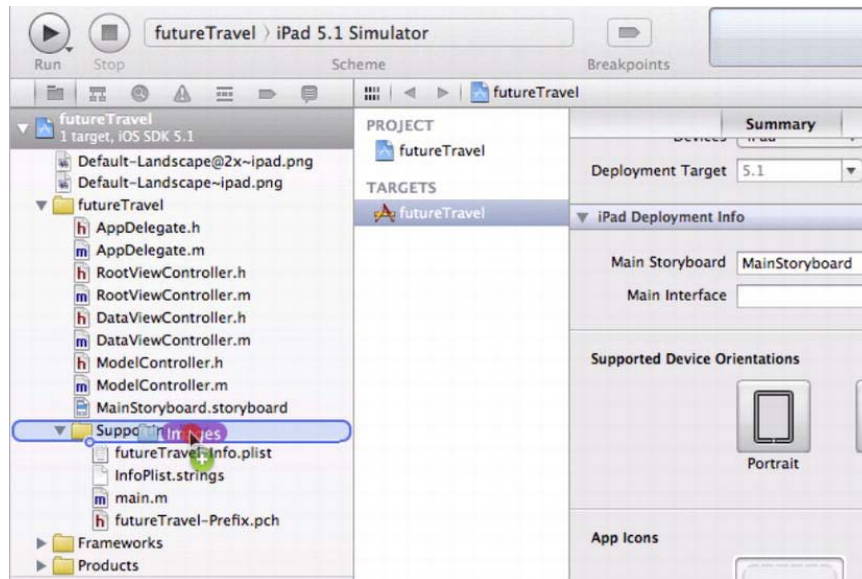 futureTravel 〉 iPad 5.1 Simulator
Run Stop Scheme Breakpoints
futureTravel
futureTravel
1 target, iOS SDK 5.1
Default-Landscape@2x~ipad.png
Default-Landscape~ipad.png
futureTravel
h AppDelegate.h
m AppDelegate.m
h RootViewController.h
m RootViewController.m
h DataViewController.h
m DataViewController.m
h ModelController.h
m ModelController.m
MainStoryboard.storyboard
Images
futureTravel-Info.plist
InfoPlist.strings
m main.m
h futureTravel-Prefix.pch
Frameworks
Products
PROJECT
futureTravel
TARGETS
futureTravel
Summary
Deployment Target 5.1
iPad Deployment Info
Main Storyboard MainStoryboard
Main Interface
Supported Device Orientations
Portrait
App Icons